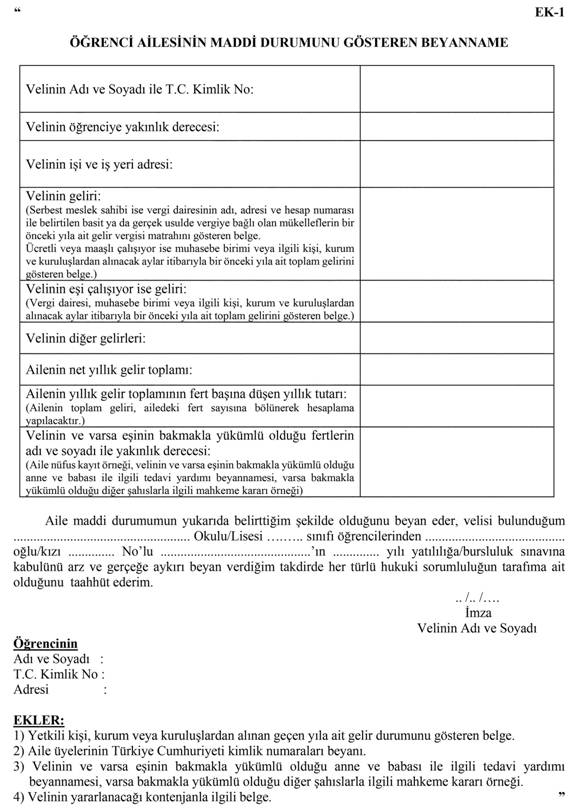 “
EK-1
ÖĞRENCİ AİLESİNİN MADDİ DURUMUNU GÖSTEREN BEYANNAME
Velinin Adı ve Soyadı ile T.C. Kimlik No:
Velinin öğrenciye yakınlık derecesi:
Velinin işi ve iş yeri adresi:
Velinin geliri:
(Serbest meslek sahibi ise vergi dairesinin adı, adresi ve hesap numarası
ile belirtilen basit ya da gerçek usulde vergiye bağlı olan mükelleflerin bir
önceki yıla ait gelir vergisi matrahını gösteren belge.
Ücretli veya maaşlı çalışıyor ise muhasebe birimi veya ilgili kişi, kurum
ve kuruluşlardan alınacak aylar itibarıyla bir önceki yıla ait toplam gelirini
gösteren belge.)
Velinin eşi çalışıyor ise geliri:
(Vergi dairesi, muhasebe birimi veya ilgili kişi, kurum ve kuruluşlardan
alınacak aylar itibarıyla bir önceki yıla ait toplam gelirini gösteren belge.)
Velinin diğer gelirleri:
Ailenin net yıllık gelir toplamı:
Ailenin yıllık gelir toplamının fert başına düşen yıllık tutarı:
(Ailenin toplam geliri, ailedeki fert sayısına bölünerek hesaplama
yapılacaktır.)
Velinin ve varsa eşinin bakmakla yükümlü olduğu fertlerin
adı ve soyadı ile yakınlık derecesi:
(Aile nüfus kayıt örneği, velinin ve varsa eşinin bakmakla yükümlü olduğu
anne ve babası ile ilgili tedavi yardımı beyannamesi, varsa bakmakla
yükümlü olduğu diğer şahıslarla ilgili mahkeme kararı örneği)
Aile maddi durumumun yukarıda belirttiğim şekilde olduğunu beyan eder, velisi bulunduğum
...................................................... Okulu/Lisesi ……... sınıfı öğrencilerinden ...........................................
oğlu/kızı .............. No’lu ..............................................’ın .............. yılı yatılılığa/bursluluk sınavına
kabulünü arz ve gerçeğe aykırı beyan verdiğim takdirde her türlü hukuki sorumluluğun tarafıma ait
olduğunu taahhüt ederim.
.. /.. /….
İmza
Velinin Adı ve Soyadı
Öğrencinin
Adı ve Soyadı :
T.C. Kimlik No :
Adresi :
EKLER:
1) Yetkili kişi, kurum veya kuruluşlardan alınan geçen yıla ait gelir durumunu gösteren belge.
2) Aile üyelerinin Türkiye Cumhuriyeti kimlik numaraları beyanı.
3) Velinin ve varsa eşinin bakmakla yükümlü olduğu anne ve babası ile ilgili tedavi yardımı
beyannamesi, varsa bakmakla yükümlü olduğu diğer şahıslarla ilgili mahkeme kararı örneği.
4) Velinin yararlanacağı kontenjanla ilgili belge.
”